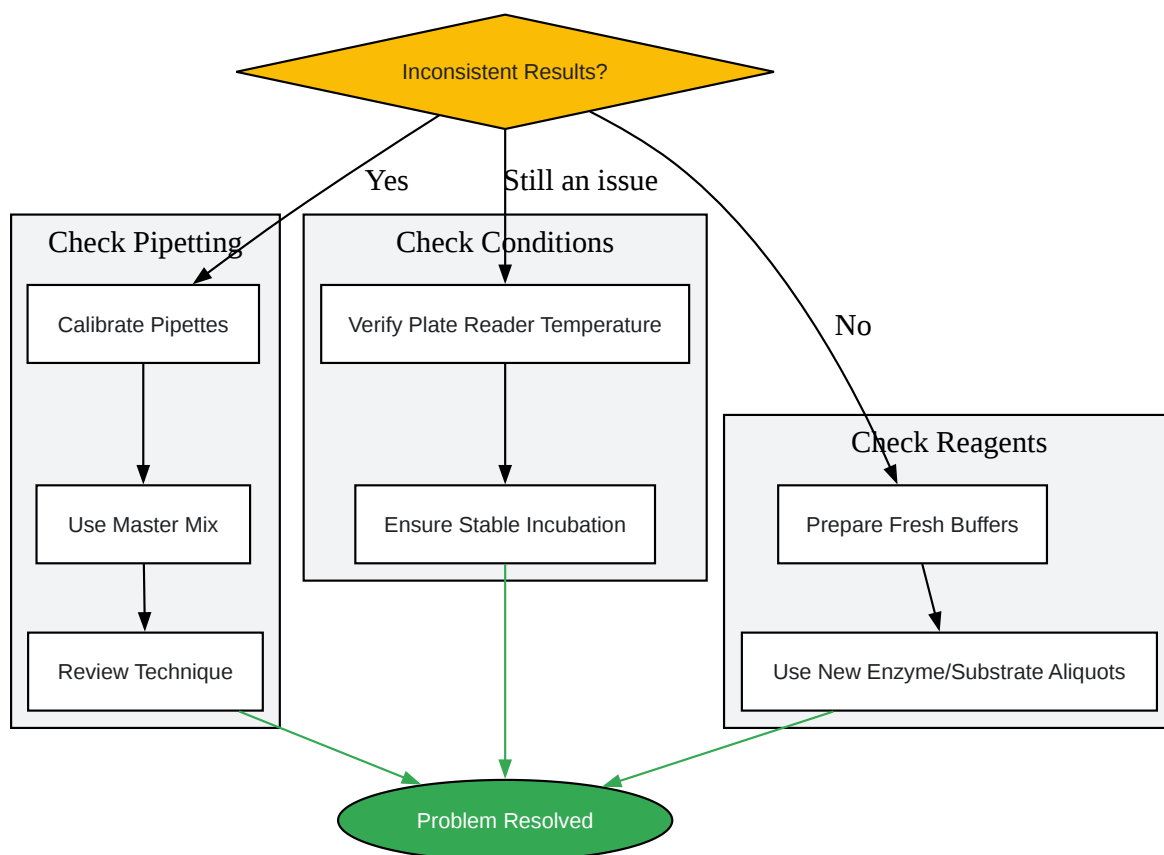 Inconsistent Results?
Yes
Still an issue
No
Check Pipetting
Calibrate Pipettes
Use Master Mix
Review Technique
Check Conditions
Verify Plate Reader Temperature
Ensure Stable Incubation
Check Reagents
Prepare Fresh Buffers
Use New Enzyme/Substrate Aliquots
Problem Resolved